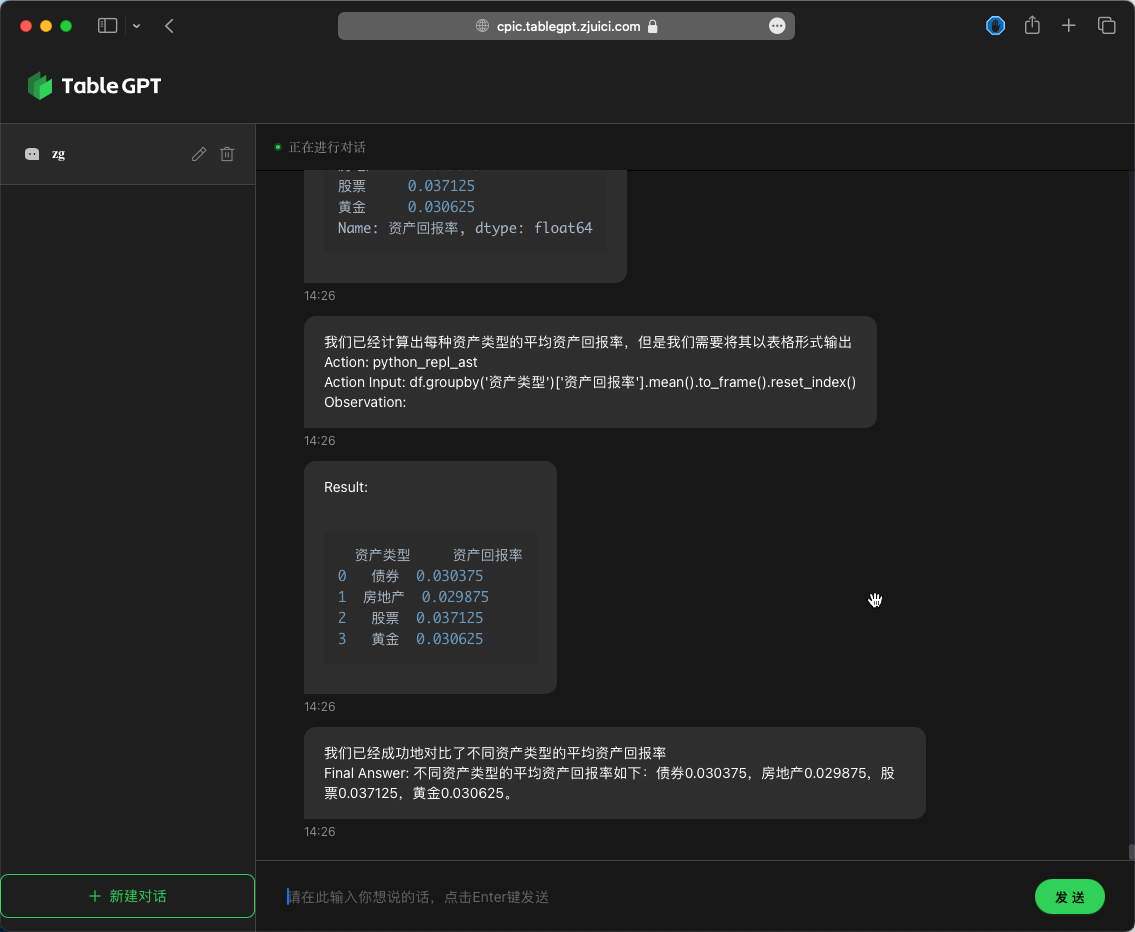 cpic.tablegpt.zjuici.com
TableGPT
zg
正在进行对话
股票 0.037125
黄金 0.030625
Name: 资产回报率, dtype: float64
14:26
我们已经计算出每种资产类型的平均资产回报率，但是我们需要将其以表格形式输出
Action: python_repl_ast
Action Input: df.groupby('资产类型')['资产回报率'].mean().to_frame().reset_index()
Observation:
14:26
Result:
资产类型 资产回报率
0 债券 0.030375
1 房地产 0.029875
2 股票 0.037125
3 黄金 0.030625
14:26
我们已经成功地对比了不同资产类型的平均资产回报率
Final Answer: 不同资产类型的平均资产回报率如下：债券0.030375，房地产0.029875，股
票0.037125，黄金0.030625。
14:26
新建对话
请在此输入你想说的话，点击Enter键发送
发 送